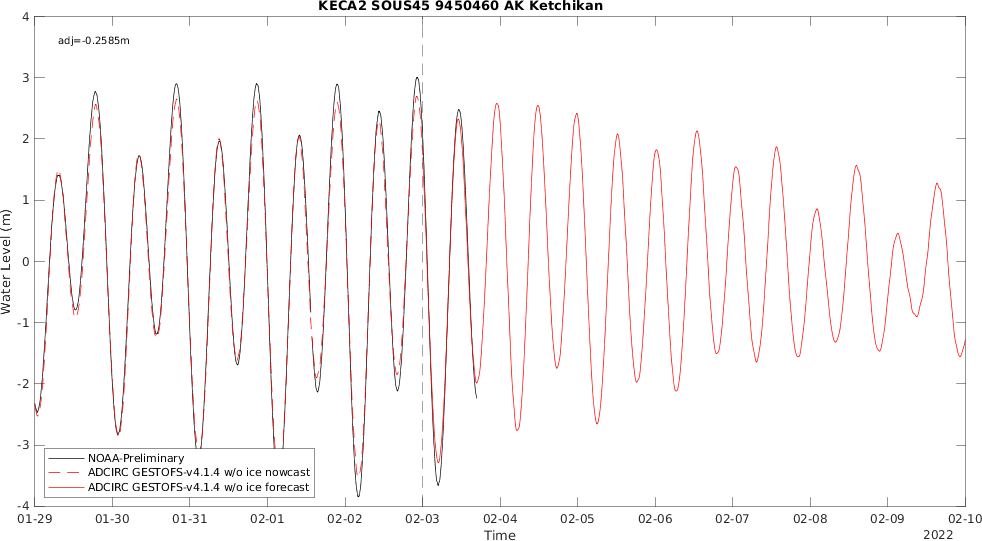 KECA2 SOUS45 9450460 AK Ketchikan
adj=-0.2585m
4
3
2
1
0
-1
-2
-3
-4
Water Level (m)
NOAA-Preliminary
ADCIRC GESTOFS-v4.1.4 w/o ice nowcast
ADCIRC GESTOFS-v4.1.4 w/o ice forecast
01-29 01-30 01-31 02-01 02-02 02-03 02-04 02-05 02-06 02-07 02-08 02-09 02-10
Time
2022